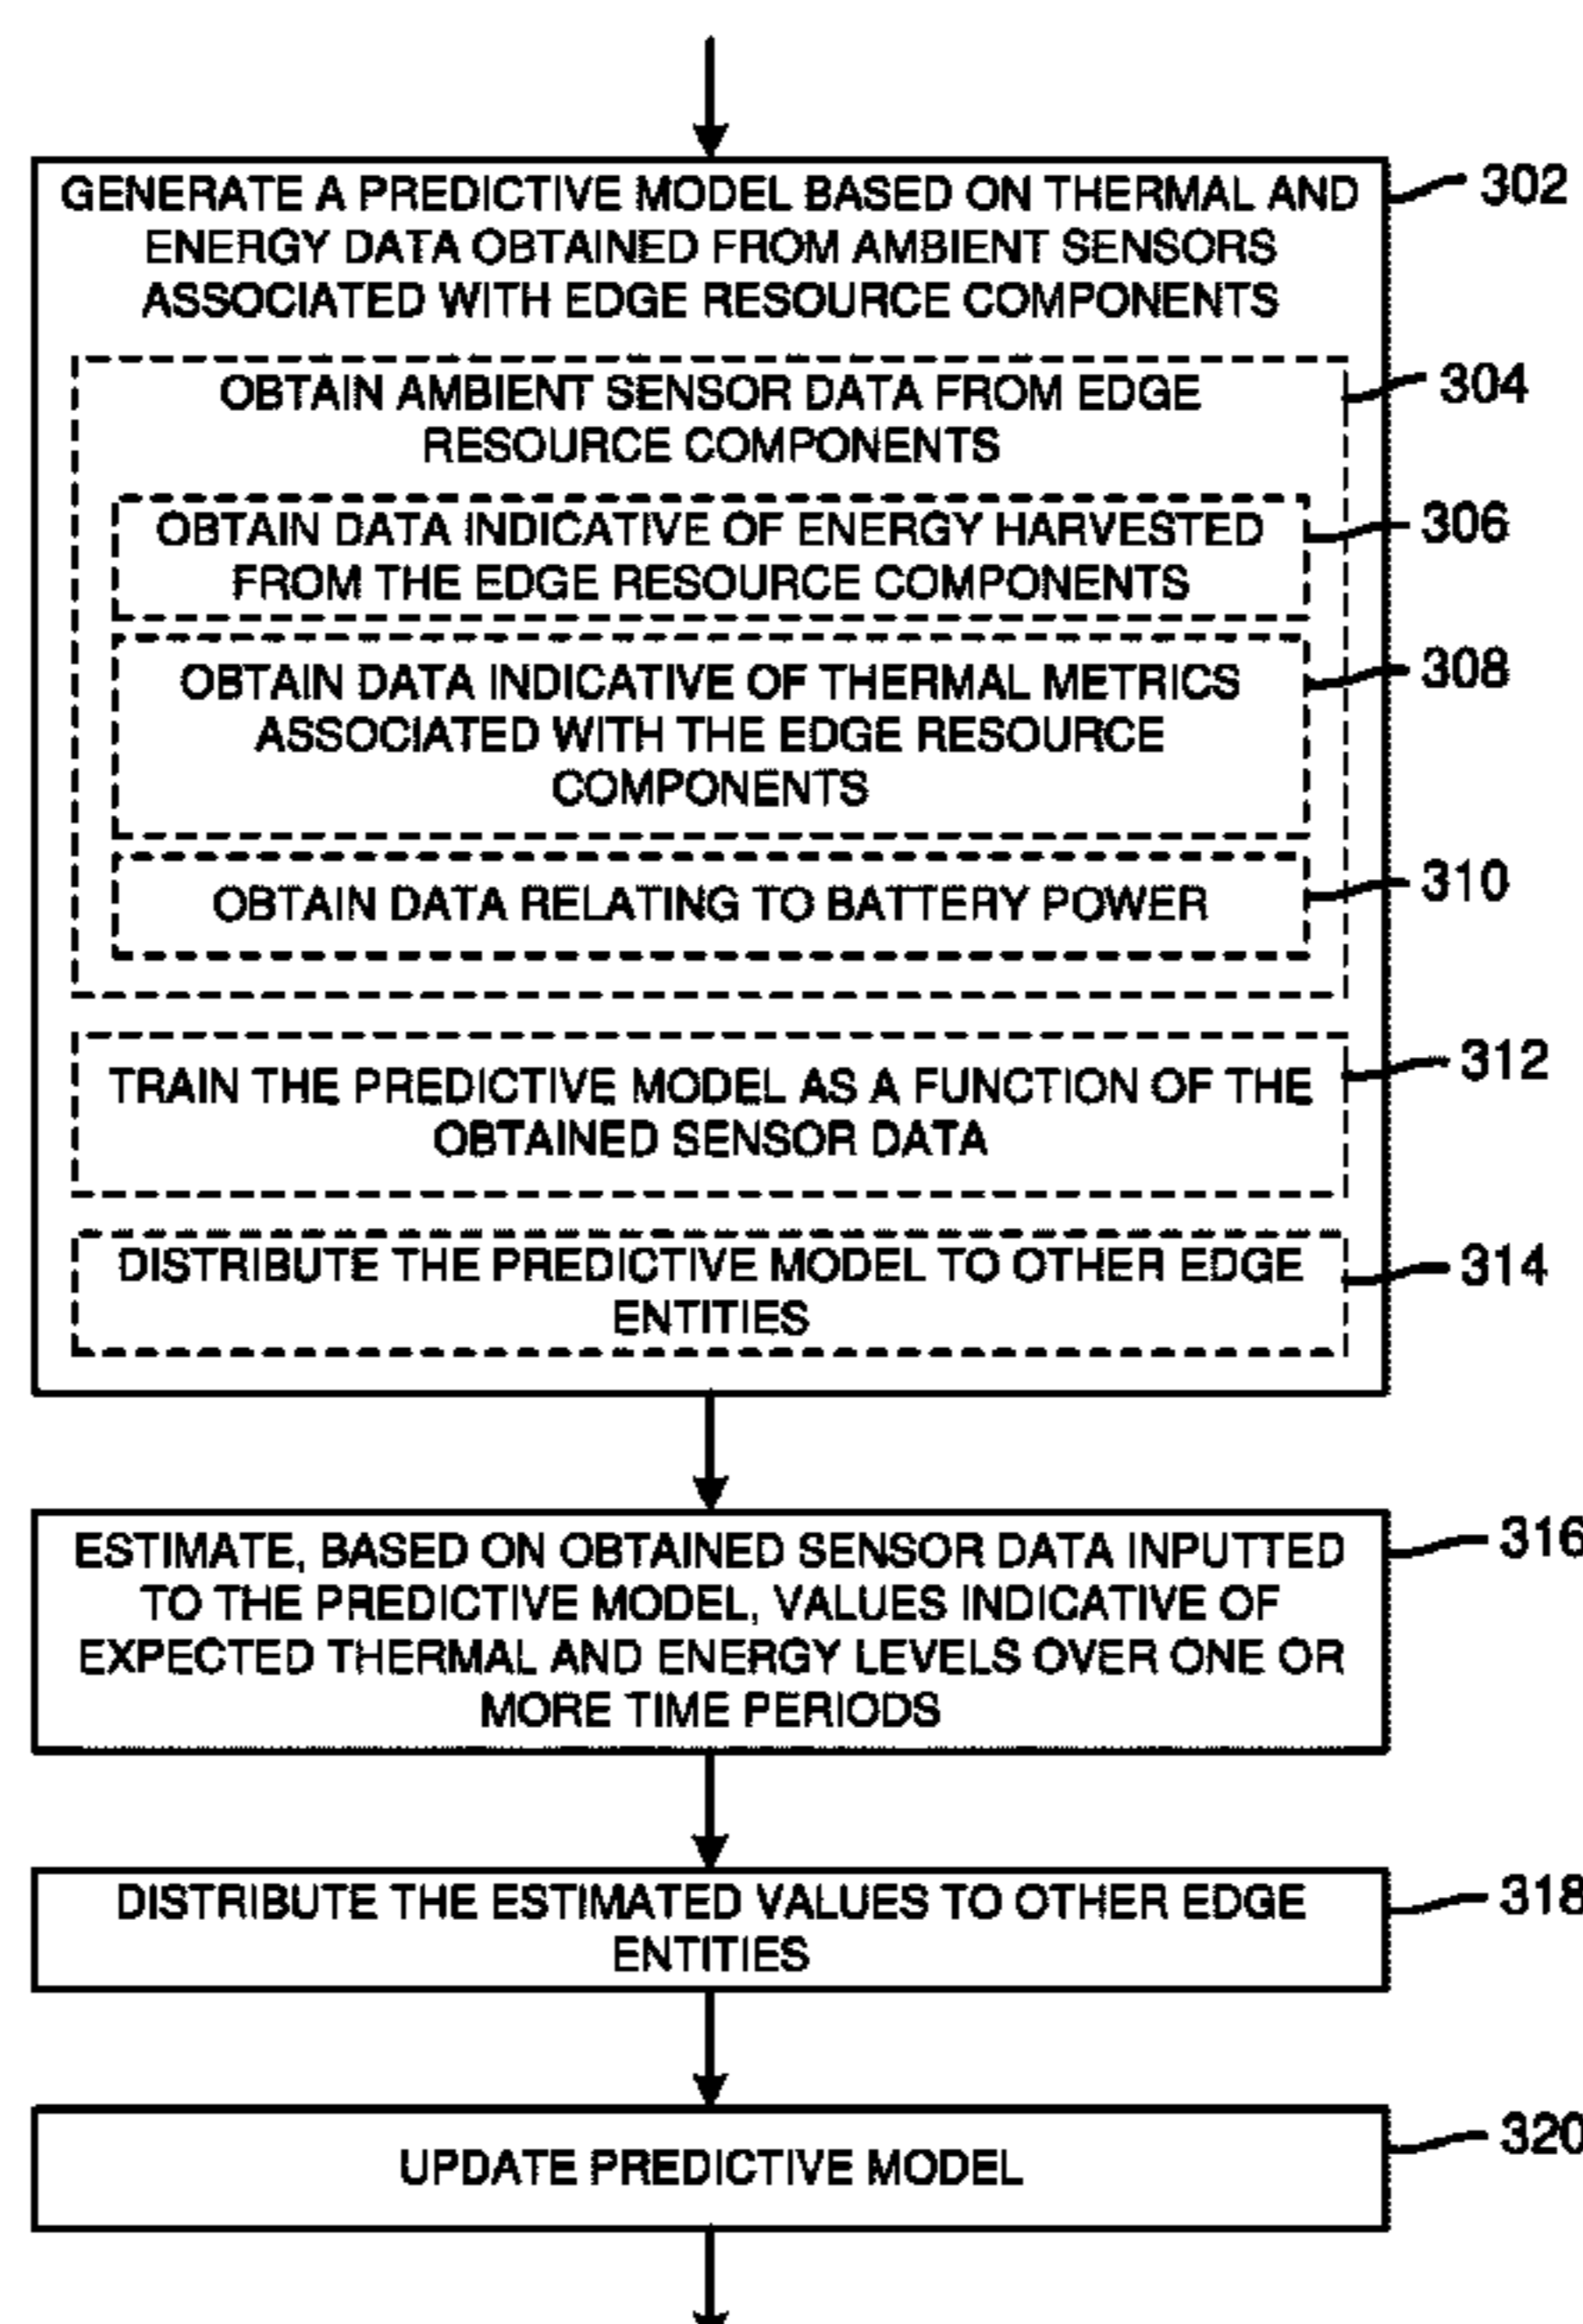 GENERATE A PREDICTIVE MODEL BASED ON THERMAL AND
ENERGY DATA OBTAINED FROM AMBIENT SENSORS
ASSOCIATED WITH EDGE RESOURCE COMPONENTS
302
OBTAIN AMBIENT SENSOR DATA FROM EDGE
RESOURCE COMPONENTS
304
OBTAIN DATA INDICATIVE OF ENERGY HARVESTED
FROM THE EDGE RESOURCE COMPONENTS
306
OBTAIN DATA INDICATIVE OF THERMAL METRICS
ASSOCIATED WITH THE EDGE RESOURCE
COMPONENTS
308
OBTAIN DATA RELATING TO BATTERY POWER
310
TRAIN THE PREDICTIVE MODEL AS A FUNCTION OF THE
OBTAINED SENSOR DATA
312
DISTRIBUTE THE PREDICTIVE MODEL TO OTHER EDGE
ENTITIES
314
ESTIMATE, BASED ON OBTAINED SENSOR DATA INPUTTED
TO THE PREDICTIVE MODEL, VALUES INDICATIVE OF
EXPECTED THERMAL AND ENERGY LEVELS OVER ONE OR
MORE TIME PERIODS
316
DISTRIBUTE THE ESTIMATED VALUES TO OTHER EDGE
ENTITIES
318
UPDATE PREDICTIVE MODEL
320